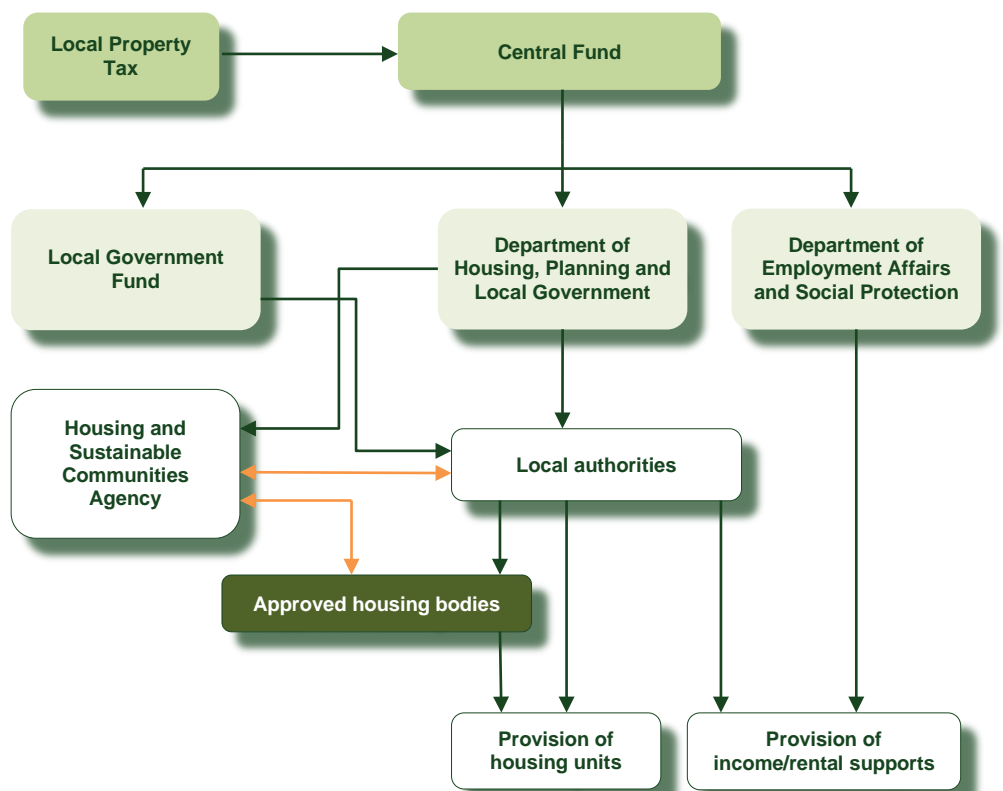 Local Property
Tax
Central Fund
Local Government
Fund
Department of
Housing, Planning and
Local Government
Department of
Employment Affairs
and Social Protection
Housing and
Sustainable
Communities
Agency
Local authorities
Approved housing bodies
Provision of
housing units
Provision of
income/rental supports